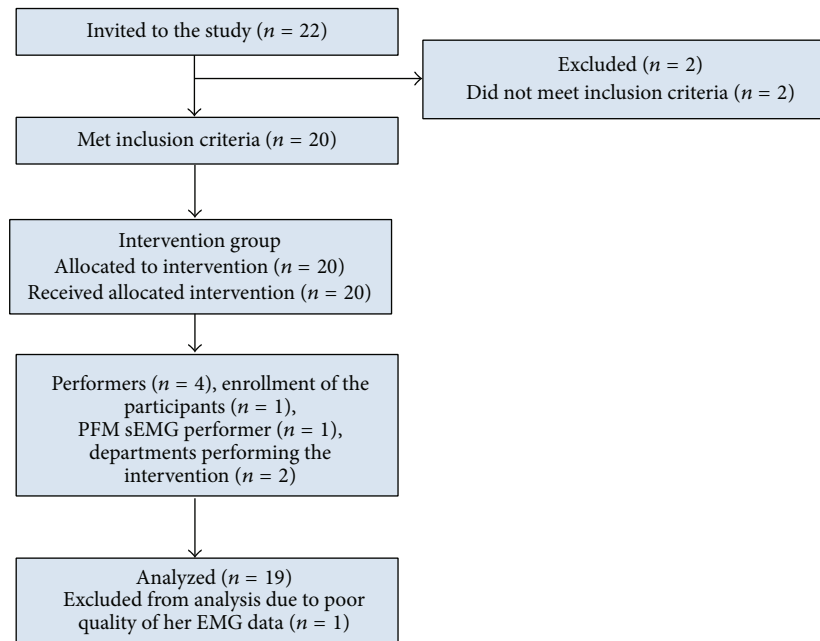 Invited to the study (n = 22)
Excluded (n = 2)
Did not meet inclusion criteria (n = 2)
Met inclusion criteria (n = 20)
Intervention group
Allocated to intervention (n = 20)
Received allocated intervention (n = 20)
Performers (n = 4), enrollment of the
participants (n = 1),
PFM sEMG performer (n = 1),
departments performing the
intervention (n = 2)
Analyzed (n = 19)
Excluded from analysis due to poor
quality of her EMG data (n = 1)